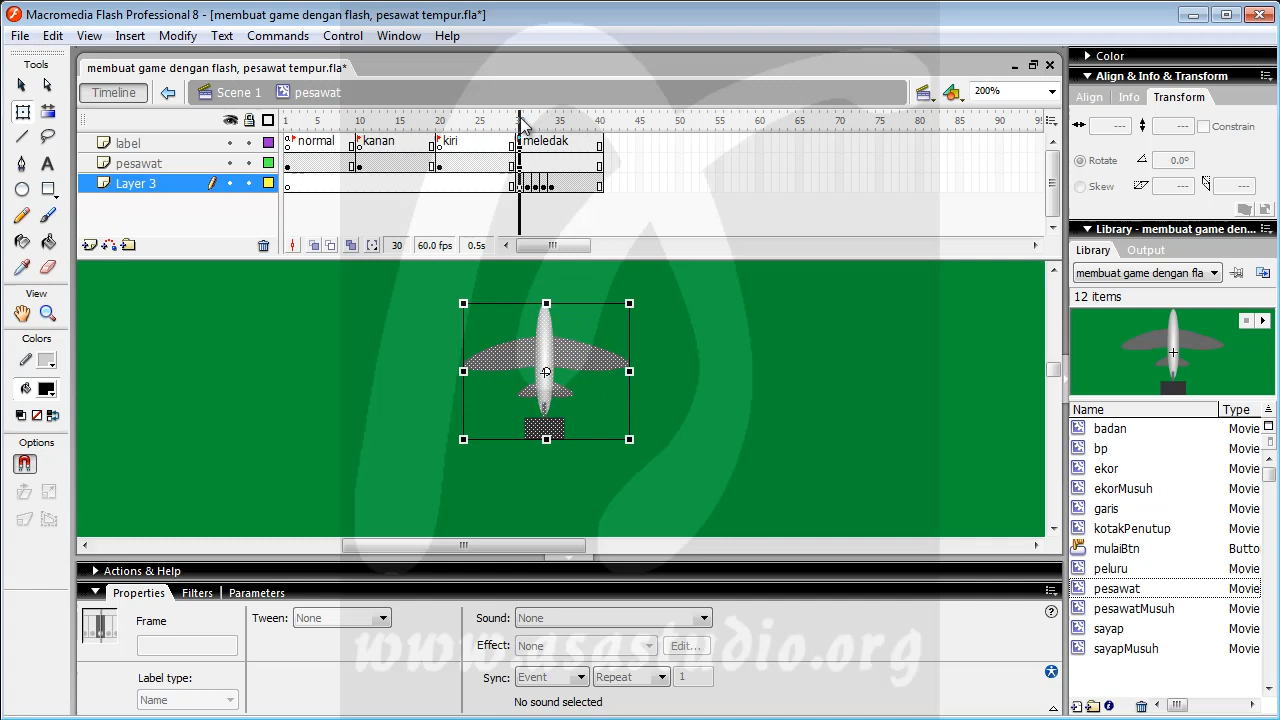 Macromedia Flash Professional 8 - [membuat game dengan flash, pesawat tempur.fla*]
File Edit View Insert Modify Text Commands Control Window Help
Tools
View
Colors
Options
membuat game dengan flash, pesawat tempur.fla*
Timeline Scene 1 pesawat 200%
1 5 10 15 20 25 35 40 45 50 55 60 65 70 75 80 85 90 95
label normal kanan kiri meledak
pesawat
Layer 3
30 60.0 fps 0.5s
Actions & Help
Properties Filters Parameters
Frame Tween: None Sound: None
Effect: None Edit...
Label type: Sync: Event Repeat 1
Name No sound selected
www.asastudio.org
Color
Align & Info & Transform
Align Info Transform
--- --- Constrain
Rotate 0.0°
Skew --- ---
Library - membuat game den...
Library Output
membuat game dengan fla
12 items
Name Type
badan Movie
bp Movie
ekor Movie
ekorMusuh Movie
garis Movie
kotakPenutup Movie
mulaiBtn Butto
peluru Movie
pesawat Movie
pesawatMusuh Movie
sayap Movie
sayapMusuh Movie